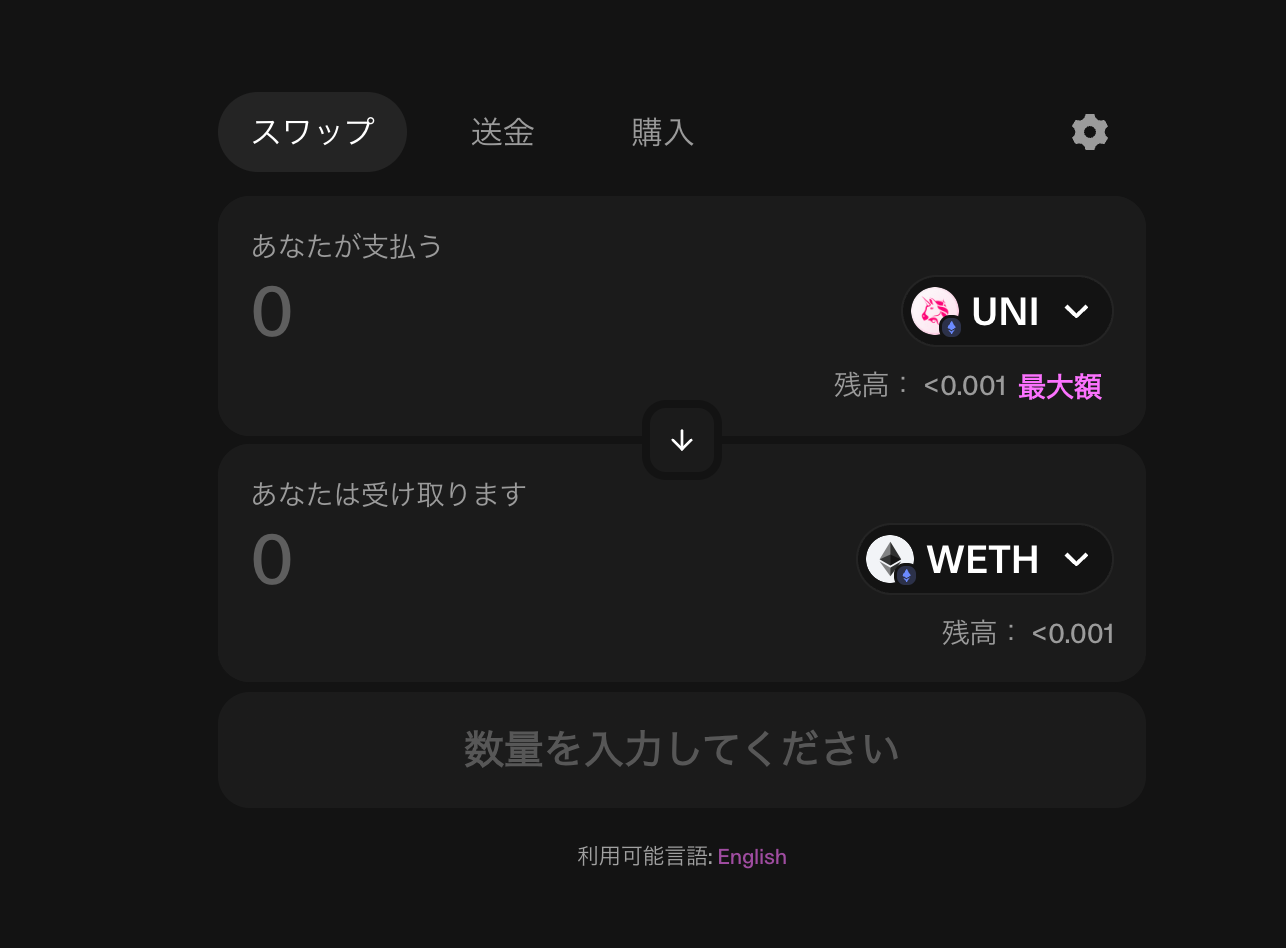 スワップ 送金 購入
あなたが支払う
0 UNI
残高： <0.001 最大額
あなたは受け取ります
0 WETH
残高： <0.001
数量を入力してください
利用可能言語: English